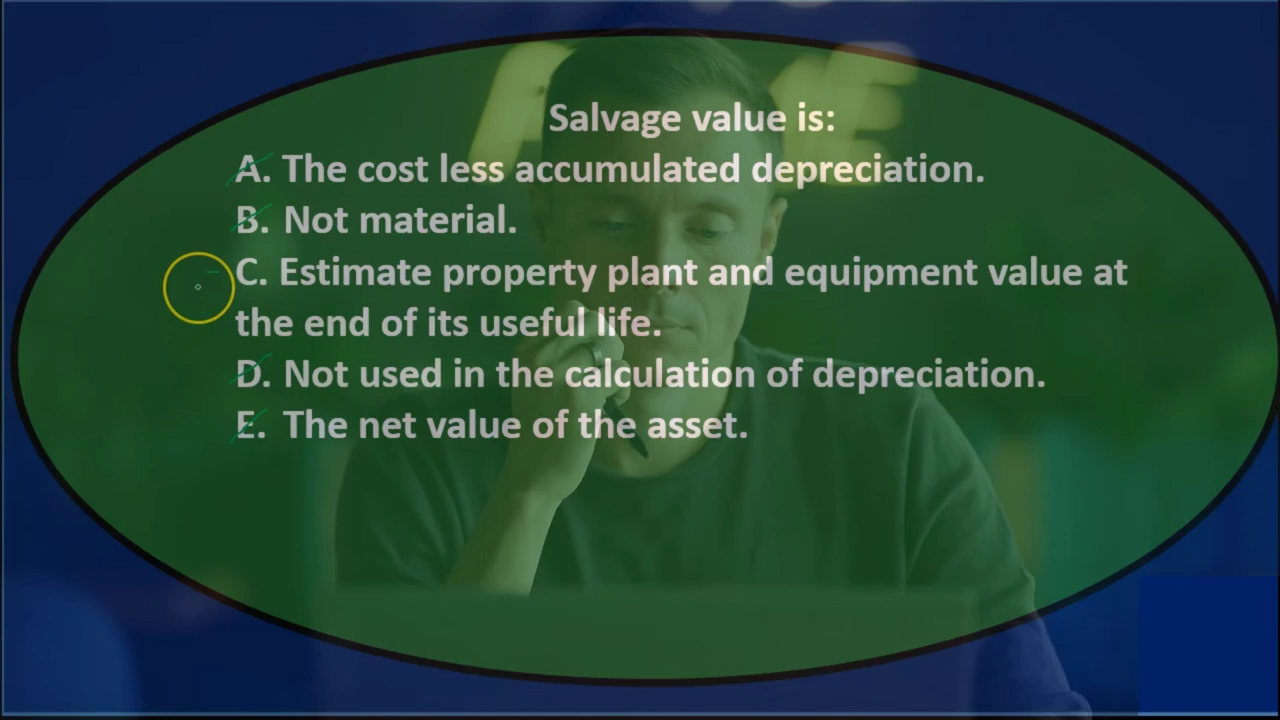 Salvage value is:
A. The cost less accumulated depreciation.
B. Not material.
C. Estimate property plant and equipment value at
the end of its useful life.
D. Not used in the calculation of depreciation.
E. The net value of the asset.